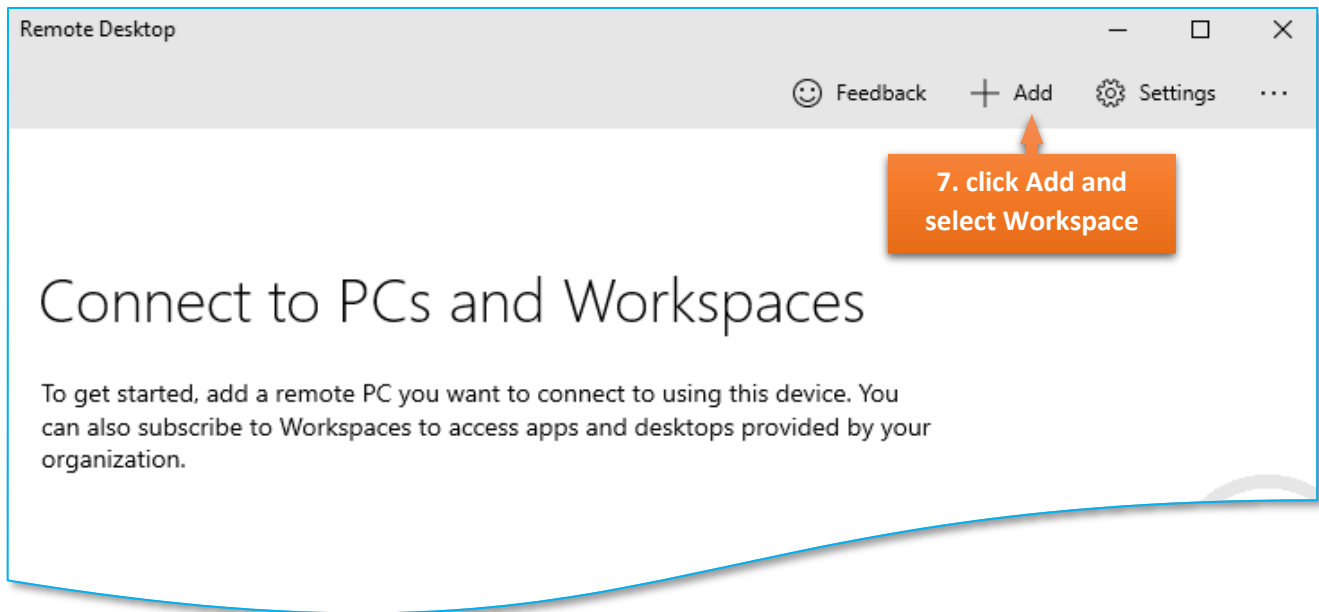 Remote Desktop
Feedback
Add
Settings
7. click Add and
select Workspace
Connect to PCs and Workspaces
To get started, add a remote PC you want to connect to using this device. You
can also subscribe to Workspaces to access apps and desktops provided by your
organization.